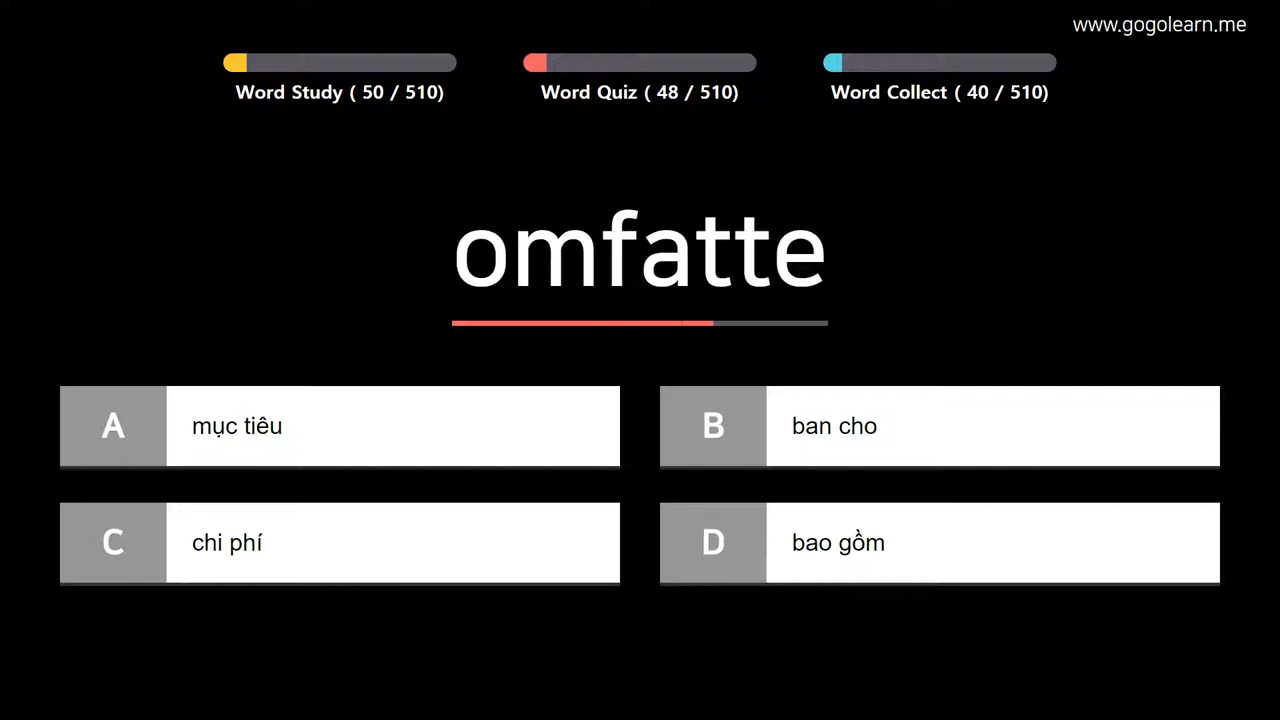 www.gogolearn.me
Word Study ( 50 / 510)
Word Quiz ( 48 / 510)
Word Collect ( 40 / 510)
omfatte
A mục tiêu
B ban cho
C chi phí
D bao gồm